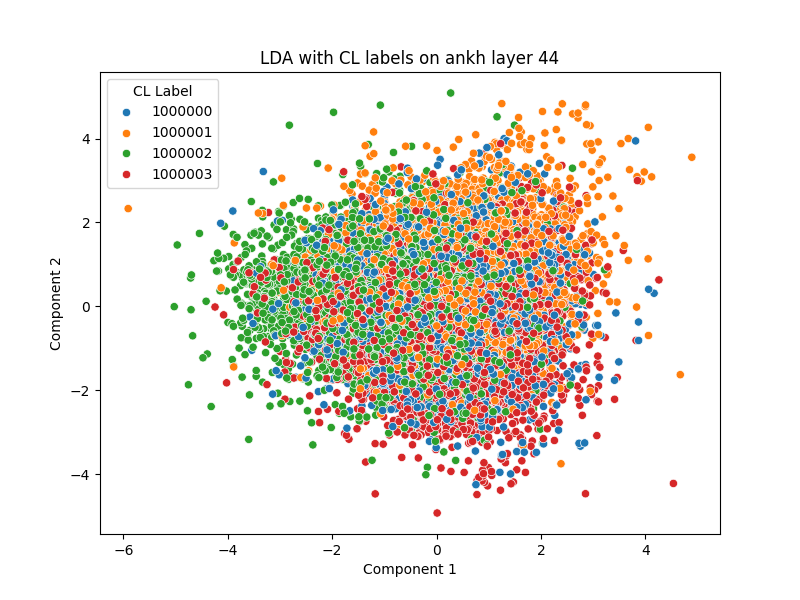 LDA with CL labels on ankh layer 44
CL Label
1000000
1000001
1000002
1000003
4
2
0
−2
−4
Component 2
−6 −4 −2 0 2 4
Component 1